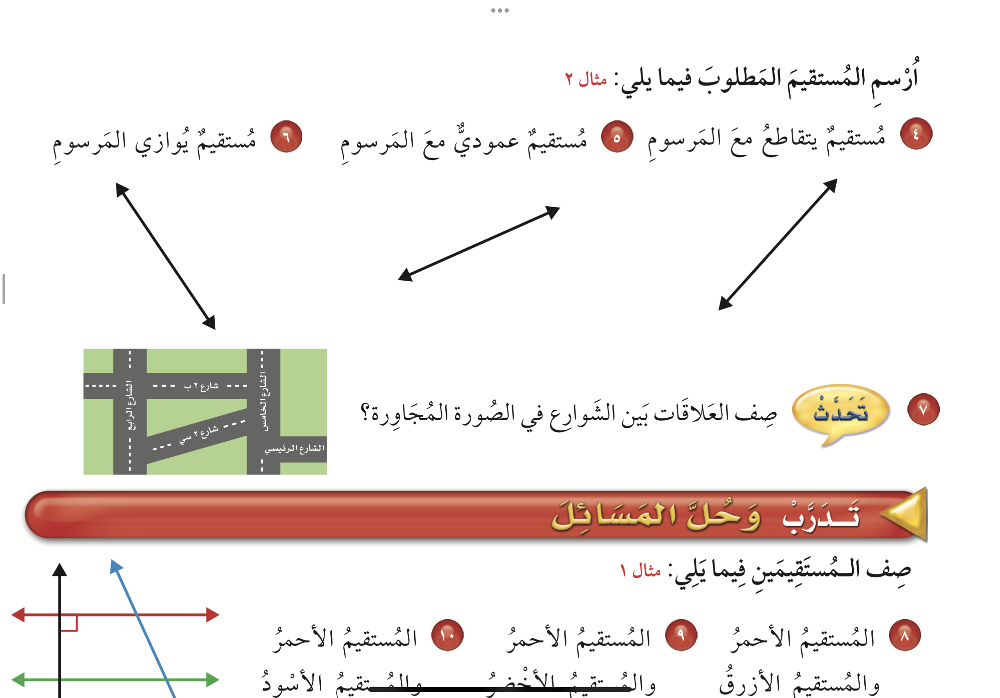 اُرْسمِ المُستقيمَ المَطلوبَ فيما يلي: مثال ٢
٤ مُستقيمٌ يتقاطعُ معَ المَرسومِ
٥ مُستقيمٌ عموديٌّ معَ المَرسومِ
٦ مُستقيمٌ يُوازي المَرسومِ
٧ تَحَدَّثْ صِف العَلاقَات بَين الشَوارِع في الصُورة المُجَاوِرة؟
شارع ٢ ب
الشارع الخامس
الشارع الرابع
شارع ٢ سي
الشارع الرئيسي
تَـدَرَّبْ وَحُلَّ المَسَائِلَ
صِف الـمُستَقِيمَينِ فِيما يَلِي: مثال ١
٨ المُستقيمُ الأحمرُ
والمُستقيمُ الأزرقُ
٩ المُستقيمُ الأحمرُ
والمُستقيمُ الأخْضرُ
١٠ المُستقيمُ الأحمرُ
والمُستقيمُ الأسْودُ